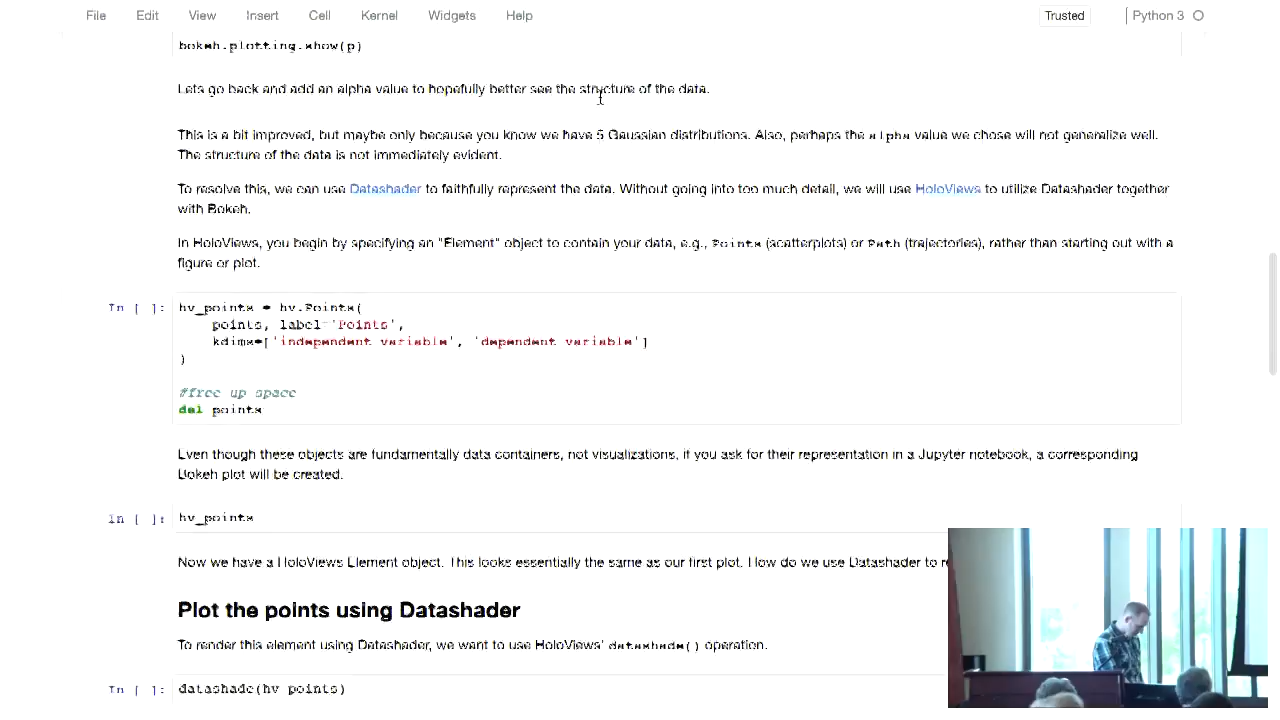 File Edit View Insert Cell Kernel Widgets Help Trusted Python 3
bokeh.plotting.show(p)
Lets go back and add an alpha value to hopefully better see the structure of the data.
This is a bit improved, but maybe only because you know we have 5 Gaussian distributions. Also, perhaps the alpha value we chose will not generalize well.
The structure of the data is not immediately evident.
To resolve this, we can use Datashader to faithfully represent the data. Without going into too much detail, we will use HoloViews to utilize Datashader together
with Bokeh.
In HoloViews, you begin by specifying an "Element" object to contain your data, e.g., Points (scatterplots) or Path (trajectories), rather than starting out with a
figure or plot.
In [ ]: hv_points = hv.Points(
points, label='Points',
kdims=['independent variable', 'dependent variable']
)
#free up space
del points
Even though these objects are fundamentally data containers, not visualizations, if you ask for their representation in a Jupyter notebook, a corresponding
Bokeh plot will be created.
In [ ]: hv_points
Now we have a HoloViews Element object. This looks essentially the same as our first plot. How do we use Datashader to
Plot the points using Datashader
To render this element using Datashader, we want to use HoloViews' datashade() operation.
In [ ]: datashade(hv_points)